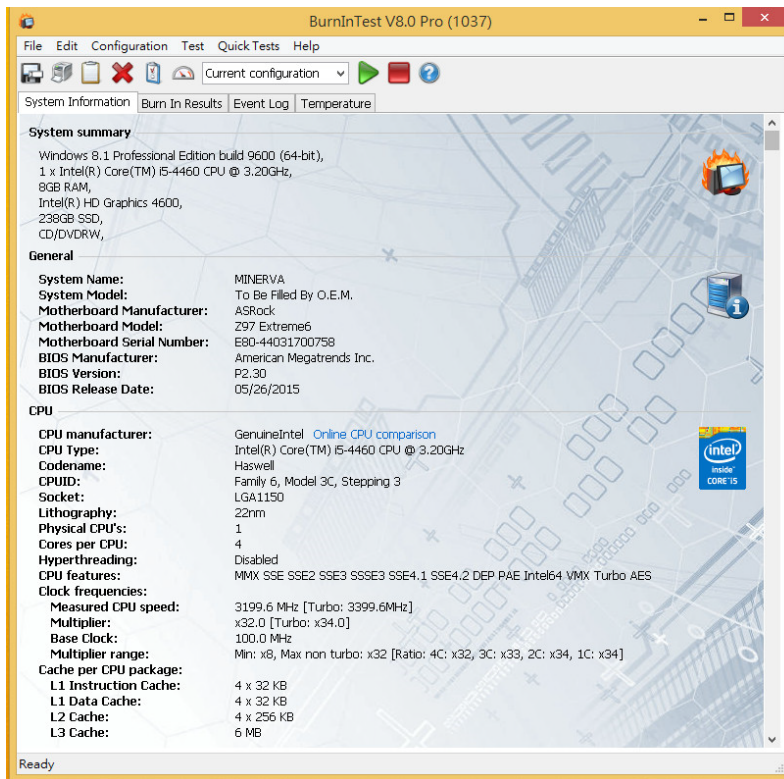 BurnInTest V8.0 Pro (1037)
File Edit Configuration Test Quick Tests Help
Current configuration
System Information Burn In Results Event Log Temperature
System summary
Windows 8.1 Professional Edition build 9600 (64-bit),
1 x Intel(R) Core(TM) i5-4460 CPU @ 3.20GHz,
8GB RAM,
Intel(R) HD Graphics 4600,
238GB SSD,
CD/DVDRW,
General
System Name: MINERVA
System Model: To Be Filled By O.E.M.
Motherboard Manufacturer: ASRock
Motherboard Model: Z97 Extreme6
Motherboard Serial Number: E80-44031700758
BIOS Manufacturer: American Megatrends Inc.
BIOS Version: P2.30
BIOS Release Date: 05/26/2015
CPU
CPU manufacturer: GenuineIntel Online CPU comparison
CPU Type: Intel(R) Core(TM) i5-4460 CPU @ 3.20GHz
Codename: Haswell
CPUID: Family 6, Model 3C, Stepping 3
Socket: LGA1150
Lithography: 22nm
Physical CPU's: 1
Cores per CPU: 4
Hyperthreading: Disabled
CPU features: MMX SSE SSE2 SSE3 SSSE3 SSE4.1 SSE4.2 DEP PAE Intel64 VMX Turbo AES
Clock frequencies:
Measured CPU speed: 3199.6 MHz [Turbo: 3399.6MHz]
Multiplier: x32.0 [Turbo: x34.0]
Base Clock: 100.0 MHz
Multiplier range: Min: x8, Max non turbo: x32 [Ratio: 4C: x32, 3C: x33, 2C: x34, 1C: x34]
Cache per CPU package:
L1 Instruction Cache: 4 x 32 KB
L1 Data Cache: 4 x 32 KB
L2 Cache: 4 x 256 KB
L3 Cache: 6 MB
intel
inside
CORE i5
Ready